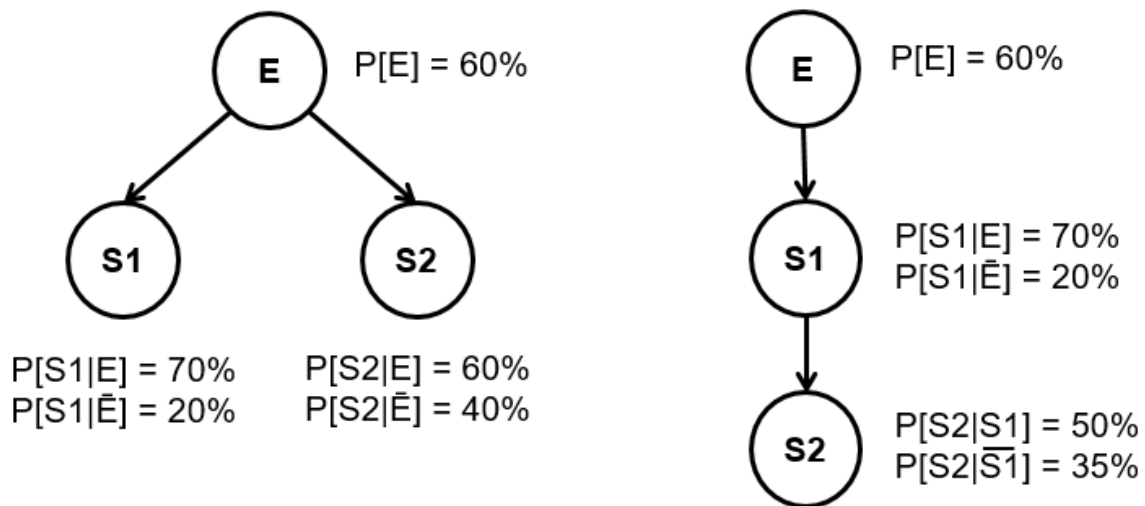 E
P[E] = 60%
S1
S2
P[S1|E] = 70%
P[S1|Ē] = 20%
P[S2|E] = 60%
P[S2|Ē] = 40%
E
P[E] = 60%
S1
P[S1|E] = 70%
P[S1|Ē] = 20%
S2
P[S2|S1] = 50%
P[S2|S̅1̅] = 35%